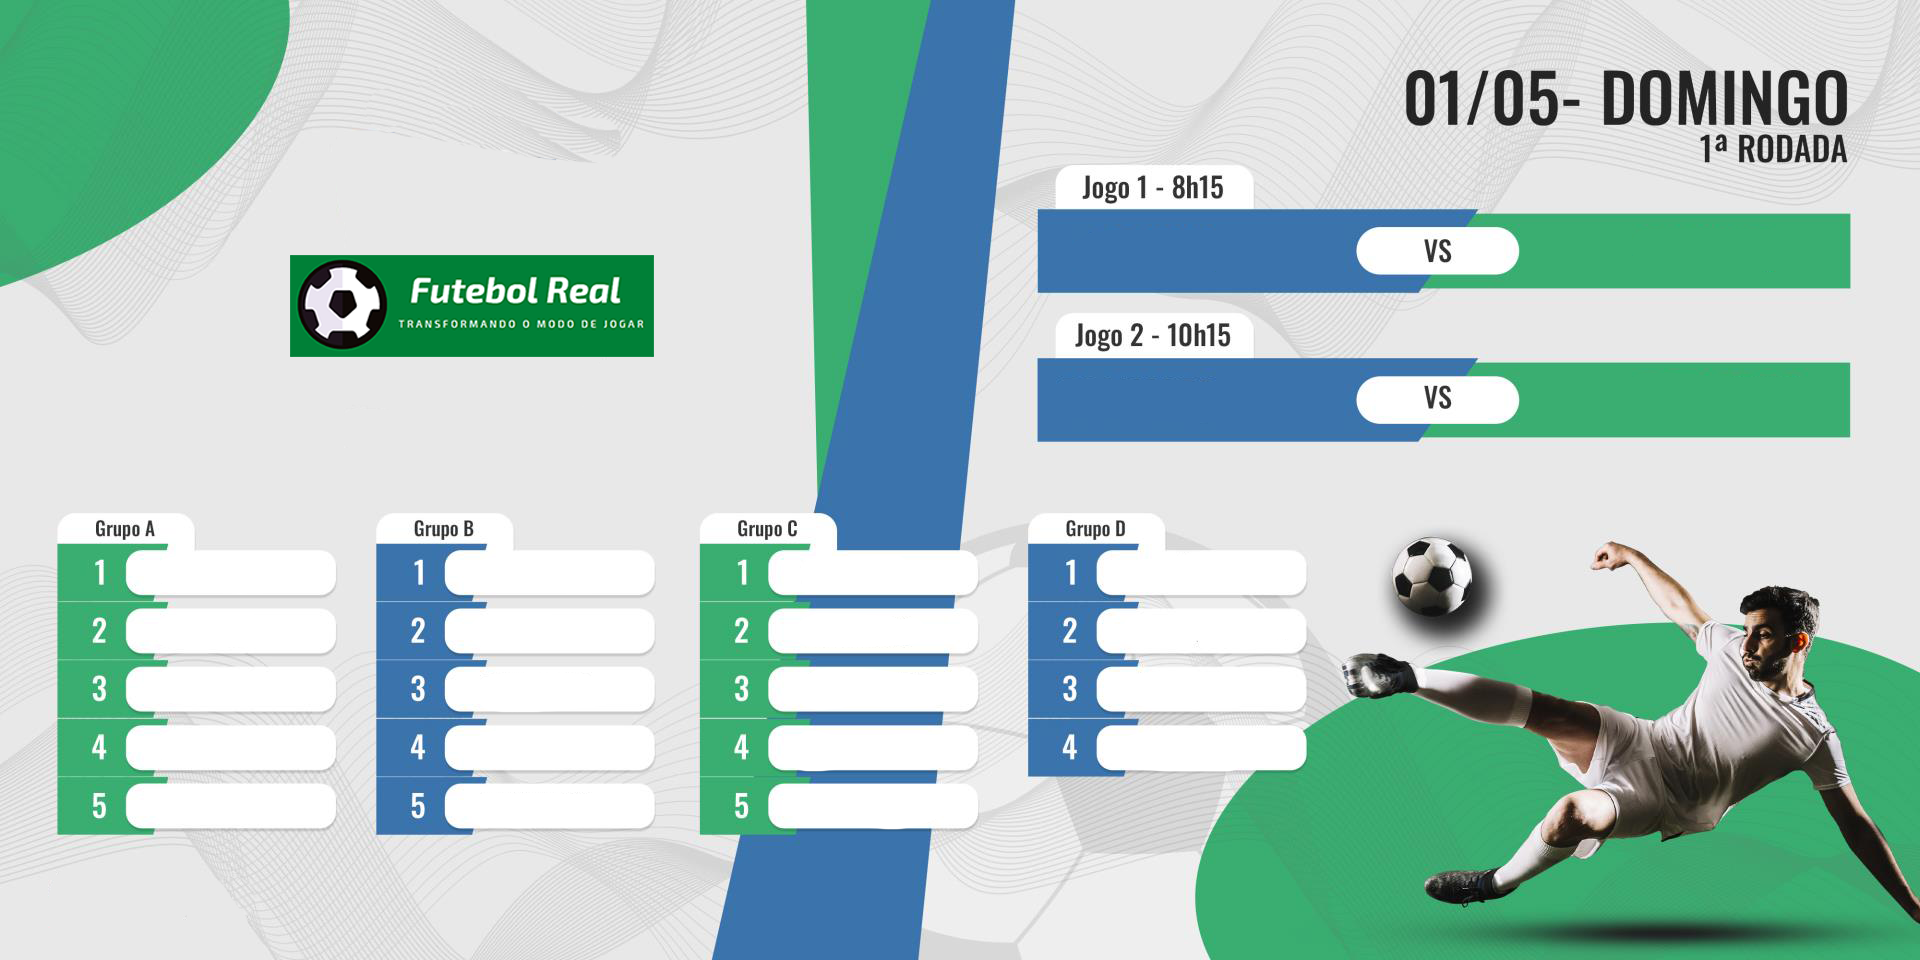 01/05- DOMINGO
1ª RODADA
Jogo 1 - 8h15
VS
Futebol Real
TRANSFORMANDO O MODO DE JOGAR
Jogo 2 - 10h15
VS
Grupo A
1
2
3
4
5
Grupo B
1
2
3
4
5
Grupo C
1
2
3
4
5
Grupo D
1
2
3
4